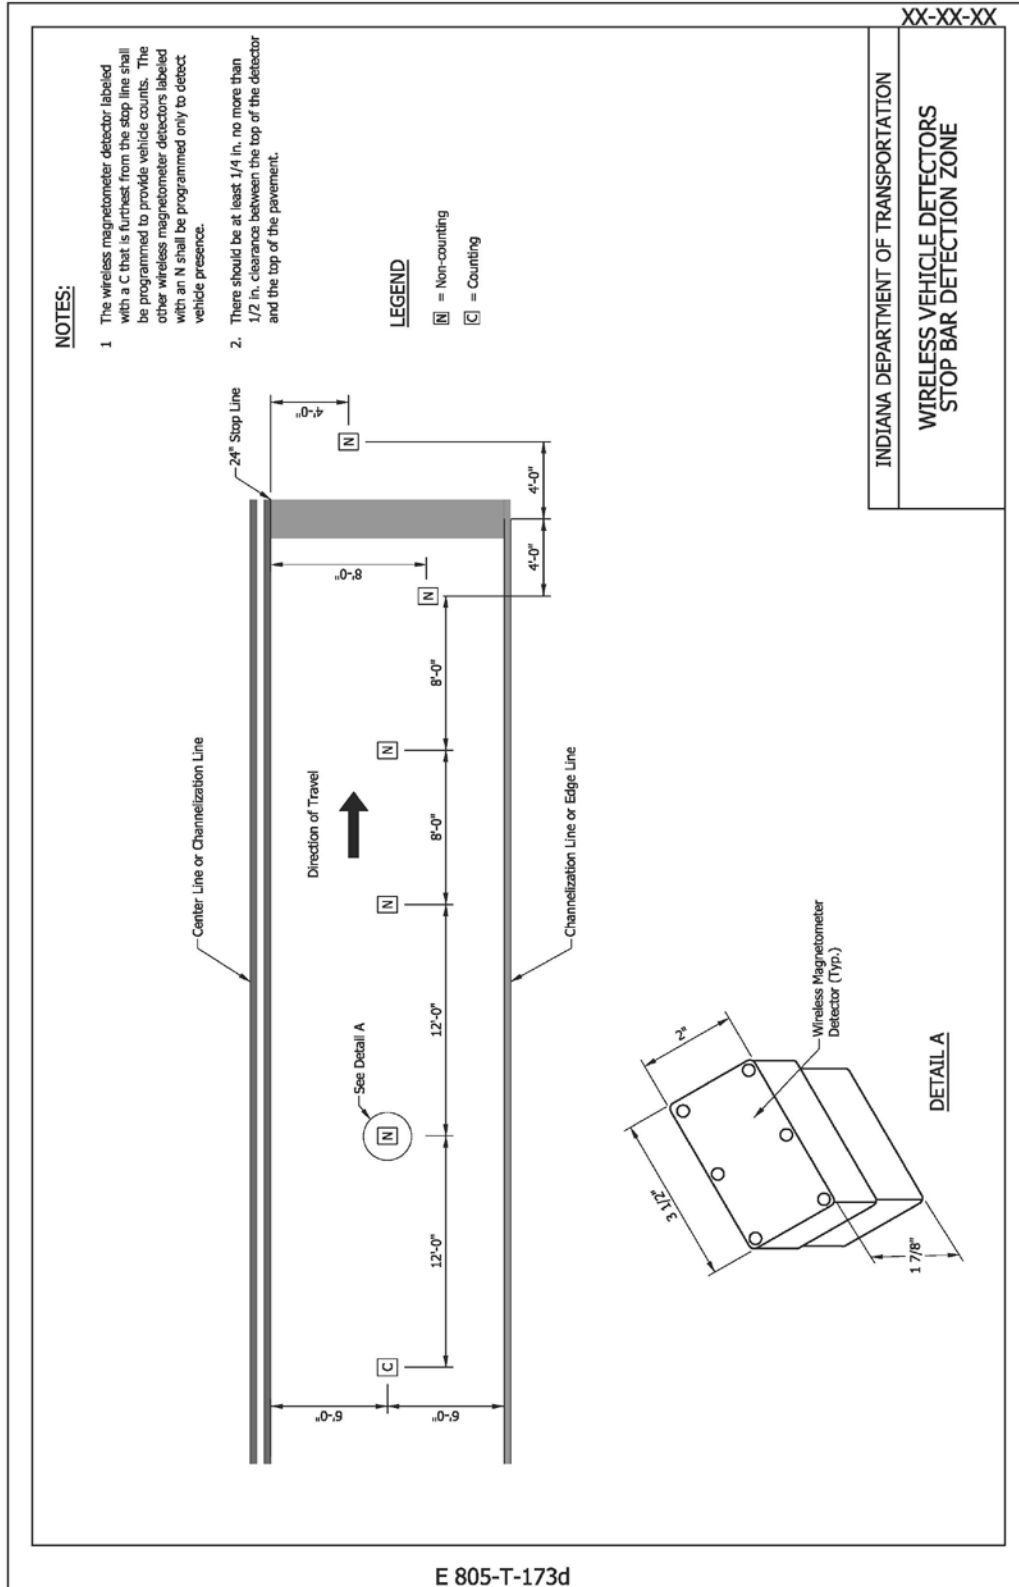 XX-XX-XX
NOTES:
1 The wireless magnetometer detector labeled
with a C that is furthest from the stop line shall
be programmed to provide vehicle counts. The
other wireless magnetometer detectors labeled
with an N shall be programmed only to detect
vehicle presence.
2. There should be at least 1/4 in. no more than
1/2 in. clearance between the top of the detector
and the top of the pavement.
LEGEND
N = Non-counting
C = Counting
24" Stop Line
4'-0"
N
4'-0"
4'-0"
8'-0"
N
8'-0"
N
8'-0"
N
12'-0"
N
12'-0"
C
6'-0"
6'-0"
Center Line or Channelization Line
Direction of Travel
See Detail A
Channelization Line or Edge Line
Wireless Magnetometer
Detector (Typ.)
2"
3 1/2"
1 7/8"
DETAIL A
INDIANA DEPARTMENT OF TRANSPORTATION
WIRELESS VEHICLE DETECTORS
STOP BAR DETECTION ZONE
E 805-T-173d